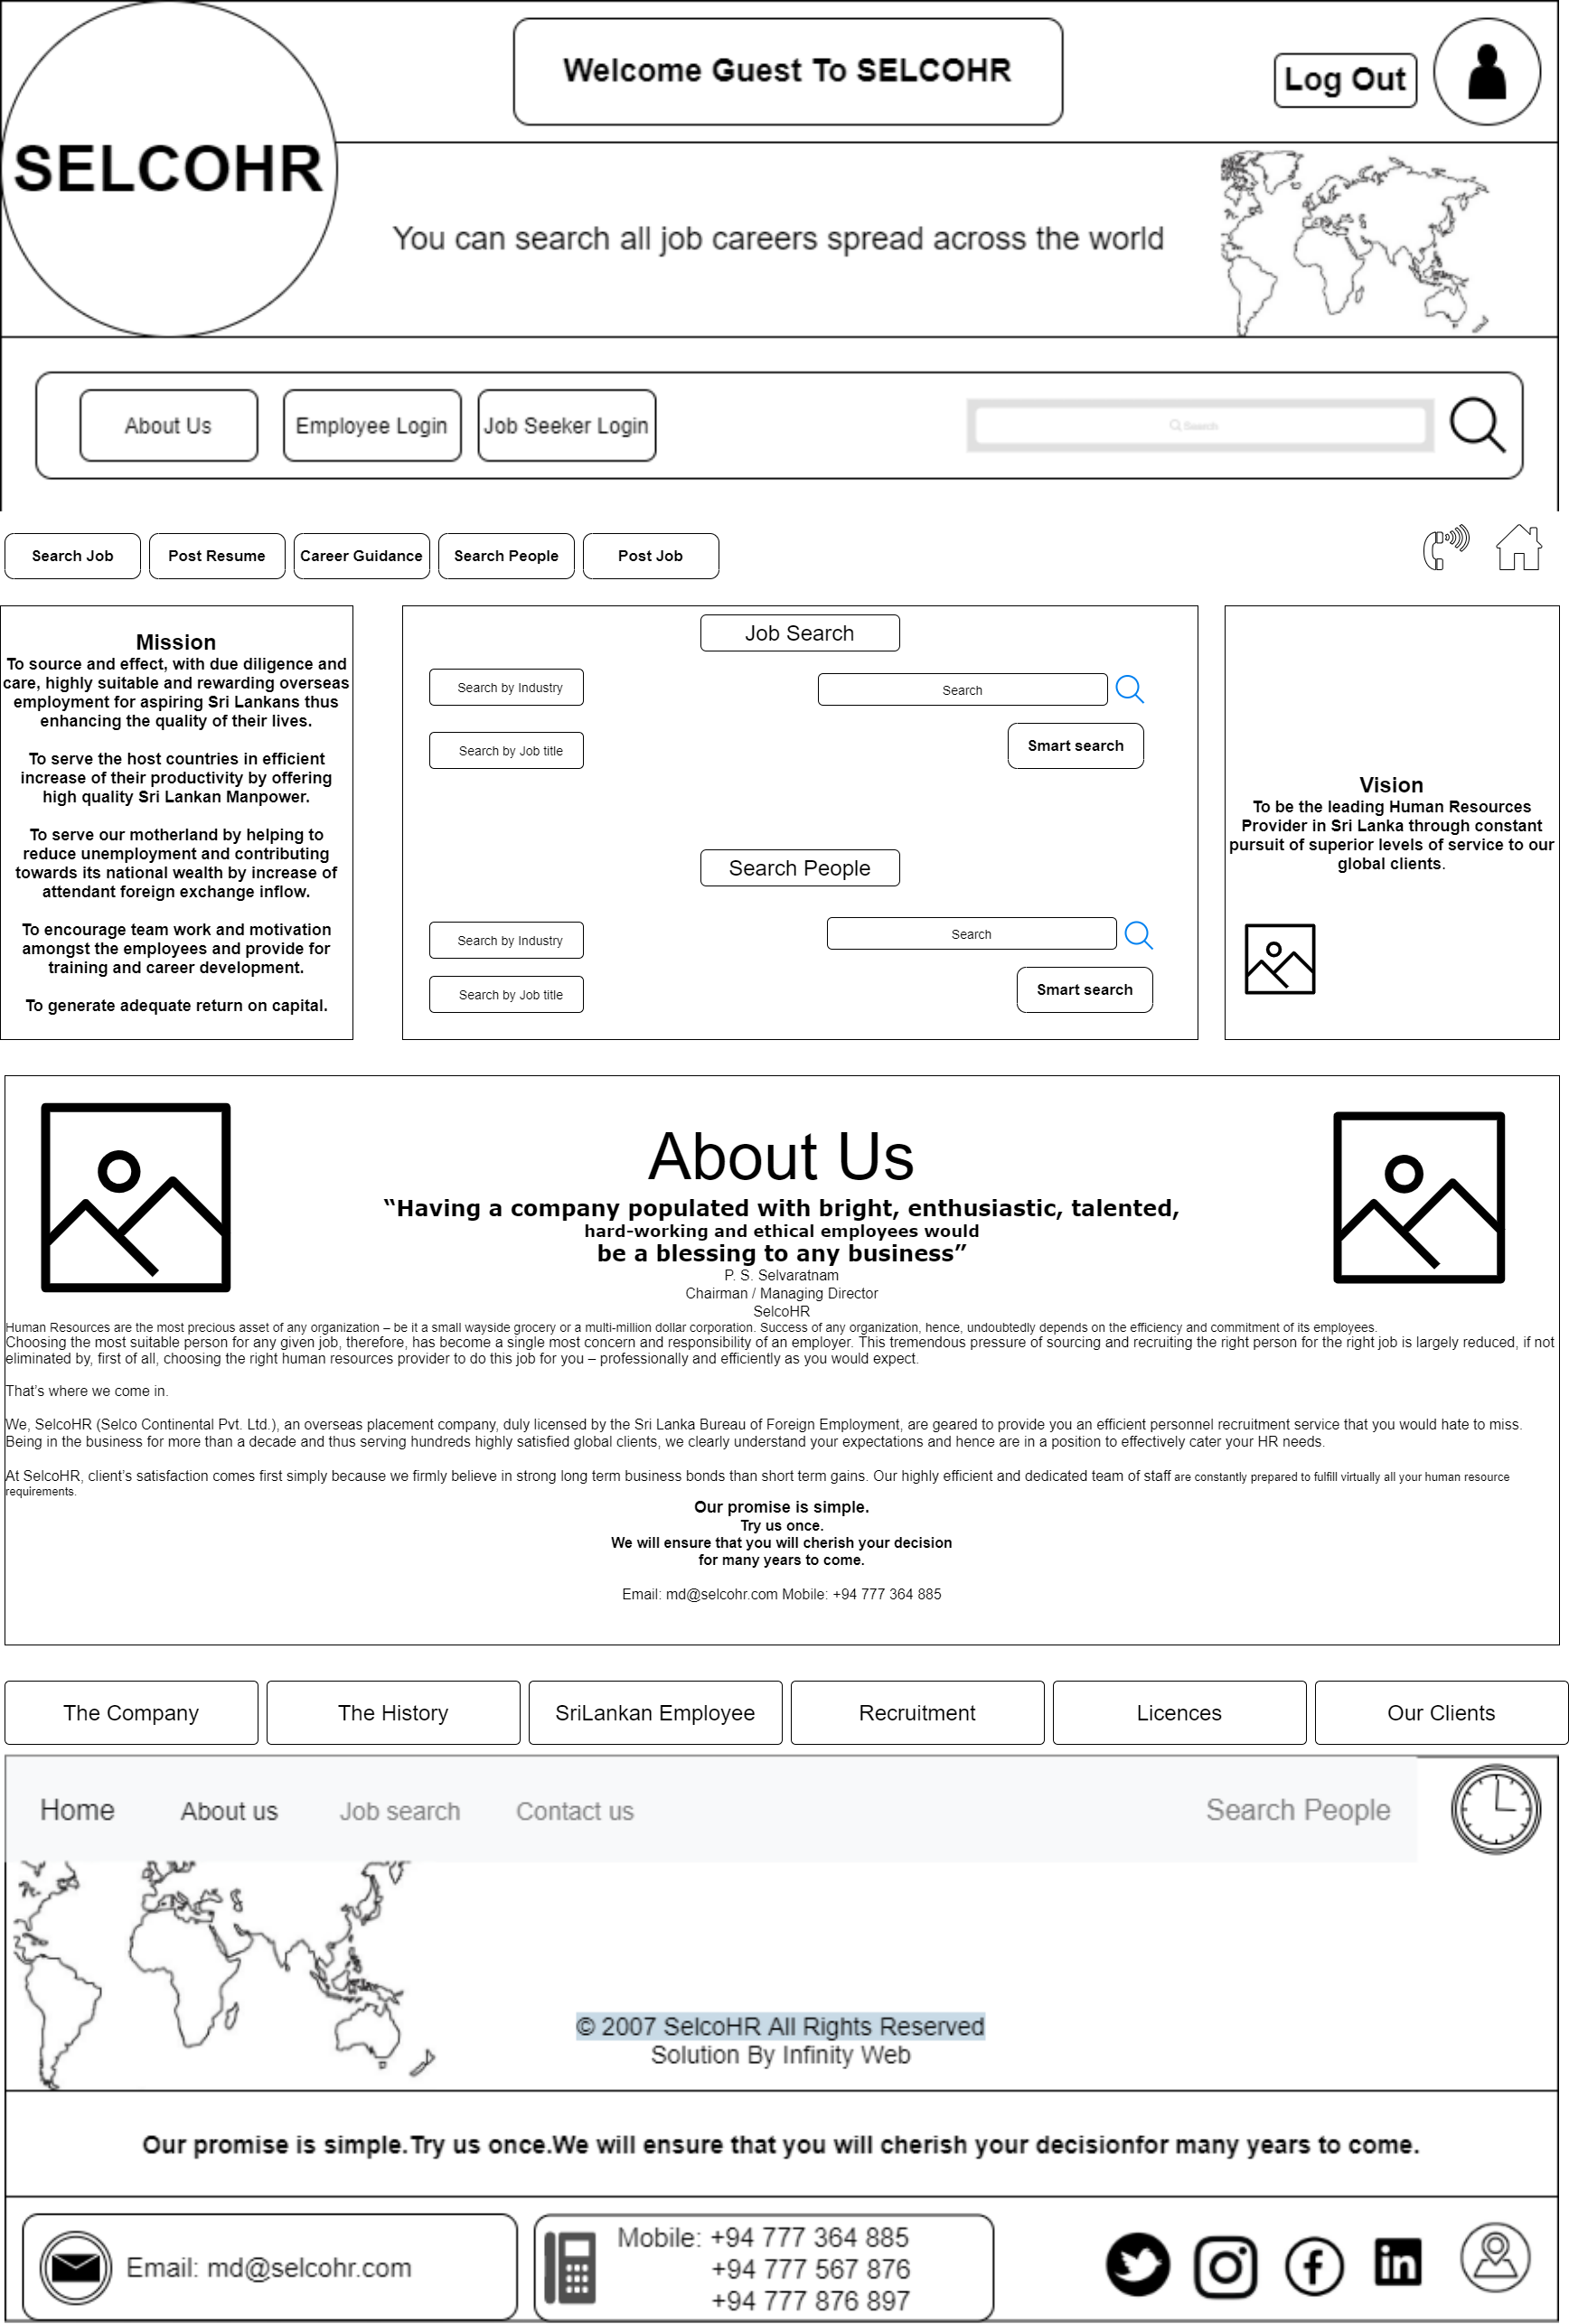 Welcome Guest To SELCOHR
Log Out
SELCOHR
You can search all job careers spread across the world
About Us
Employee Login
Job Seeker Login
Search
Search Job
Post Resume
Career Guidance
Search People
Post Job
Mission
To source and effect, with due diligence and
care, highly suitable and rewarding overseas
employment for aspiring Sri Lankans thus
enhancing the quality of their lives.
To serve the host countries in efficient
increase of their productivity by offering
high quality Sri Lankan Manpower.
To serve our motherland by helping to
reduce unemployment and contributing
towards its national wealth by increase of
attendant foreign exchange inflow.
To encourage team work and motivation
amongst the employees and provide for
training and career development.
To generate adequate return on capital.
Job Search
Search by Industry
Search
Search by Job title
Smart search
Search People
Search by Industry
Search
Search by Job title
Smart search
Vision
To be the leading Human Resources
Provider in Sri Lanka through constant
pursuit of superior levels of service to our
global clients.
About Us
“Having a company populated with bright, enthusiastic, talented,
hard-working and ethical employees would
be a blessing to any business”
P. S. Selvaratnam
Chairman / Managing Director
SelcoHR
Human Resources are the most precious asset of any organization – be it a small wayside grocery or a multi-million dollar corporation. Success of any organization, hence, undoubtedly depends on the efficiency and commitment of its employees.
Choosing the most suitable person for any given job, therefore, has become a single most concern and responsibility of an employer. This tremendous pressure of sourcing and recruiting the right person for the right job is largely reduced, if not
eliminated by, first of all, choosing the right human resources provider to do this job for you – professionally and efficiently as you would expect.
That’s where we come in.
We, SelcoHR (Selco Continental Pvt. Ltd.), an overseas placement company, duly licensed by the Sri Lanka Bureau of Foreign Employment, are geared to provide you an efficient personnel recruitment service that you would hate to miss.
Being in the business for more than a decade and thus serving hundreds highly satisfied global clients, we clearly understand your expectations and hence are in a position to effectively cater your HR needs.
At SelcoHR, client’s satisfaction comes first simply because we firmly believe in strong long term business bonds than short term gains. Our highly efficient and dedicated team of staff are constantly prepared to fulfill virtually all your human resource
requirements.
Our promise is simple.
Try us once.
We will ensure that you will cherish your decision
for many years to come.
Email: md@selcohr.com Mobile: +94 777 364 885
The Company
The History
SriLankan Employee
Recruitment
Licences
Our Clients
Home
About us
Job search
Contact us
Search People
© 2007 SelcoHR All Rights Reserved
Solution By Infinity Web
Our promise is simple.Try us once.We will ensure that you will cherish your decisionfor many years to come.
Email: md@selcohr.com
Mobile: +94 777 364 885
+94 777 567 876
+94 777 876 897
in